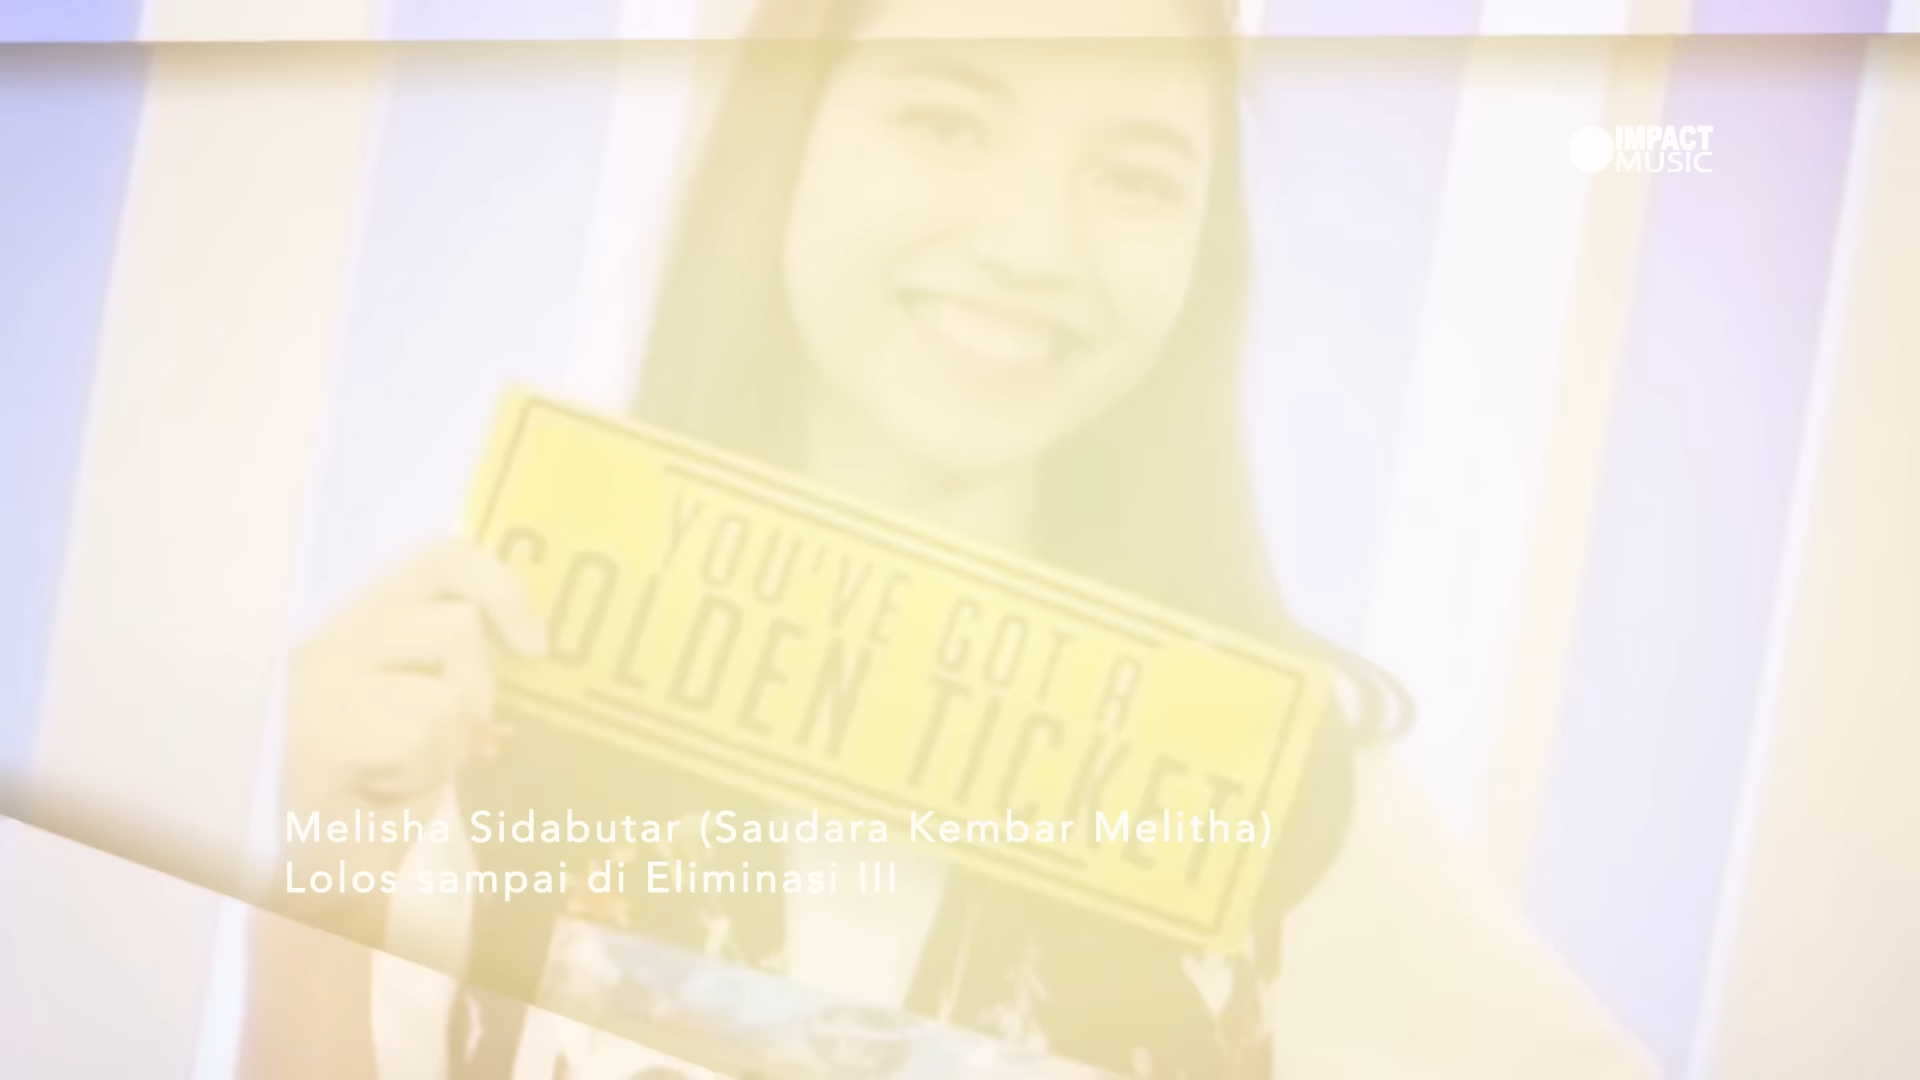 IMPACT
MUSIC
YOU'VE GOT A
GOLDEN TICKET
Melisha Sidabutar (Saudara Kembar Melitha)
Lolos sampai di Eliminasi III